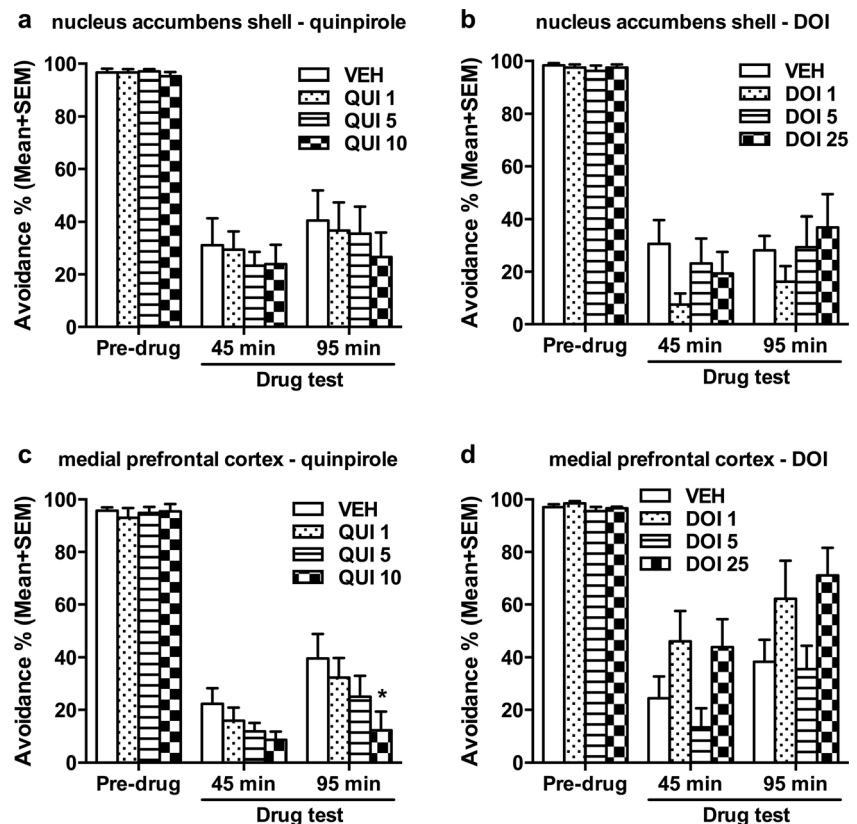 a nucleus accumbens shell - quinpirole
Avoidance % (Mean+SEM)
100
80
60
40
20
0
VEH
QUI 1
QUI 5
QUI 10
Pre-drug 45 min 95 min
Drug test
b nucleus accumbens shell - DOI
Avoidance % (Mean+SEM)
100
80
60
40
20
0
VEH
DOI 1
DOI 5
DOI 25
Pre-drug 45 min 95 min
Drug test
c medial prefrontal cortex - quinpirole
Avoidance % (Mean+SEM)
100
80
60
40
20
0
VEH
QUI 1
QUI 5
QUI 10
*
Pre-drug 45 min 95 min
Drug test
d medial prefrontal cortex - DOI
Avoidance % (Mean+SEM)
100
80
60
40
20
0
VEH
DOI 1
DOI 5
DOI 25
Pre-drug 45 min 95 min
Drug test